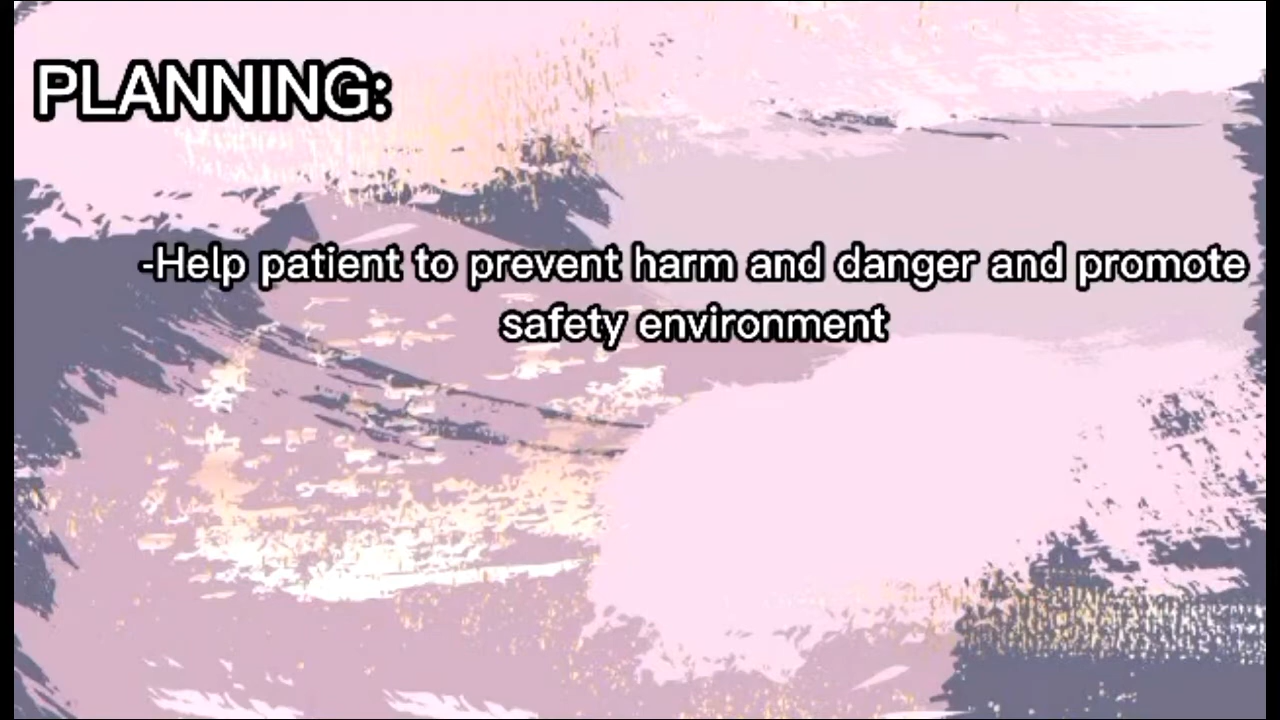 PLANNING:
-Help patient to prevent harm and danger and promote
safety environment